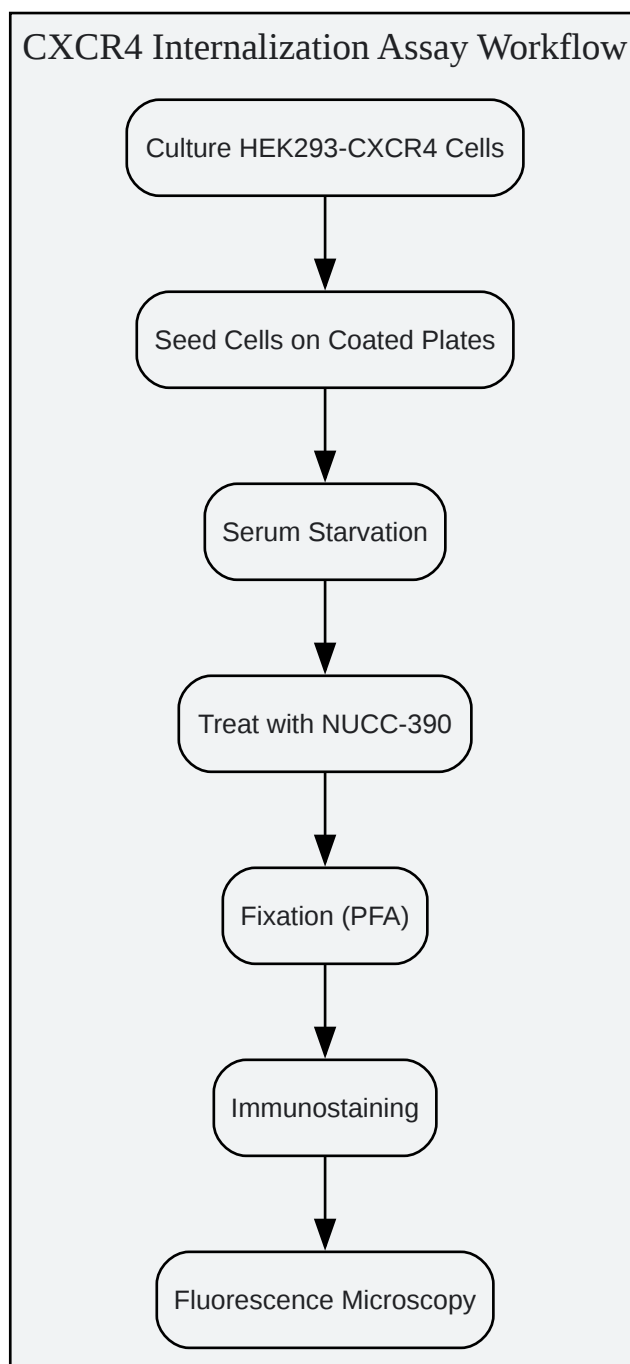 CXCR4 Internalization Assay Workflow
Culture HEK293-CXCR4 Cells
Seed Cells on Coated Plates
Serum Starvation
Treat with NUCC-390
Fixation (PFA)
Immunostaining
Fluorescence Microscopy